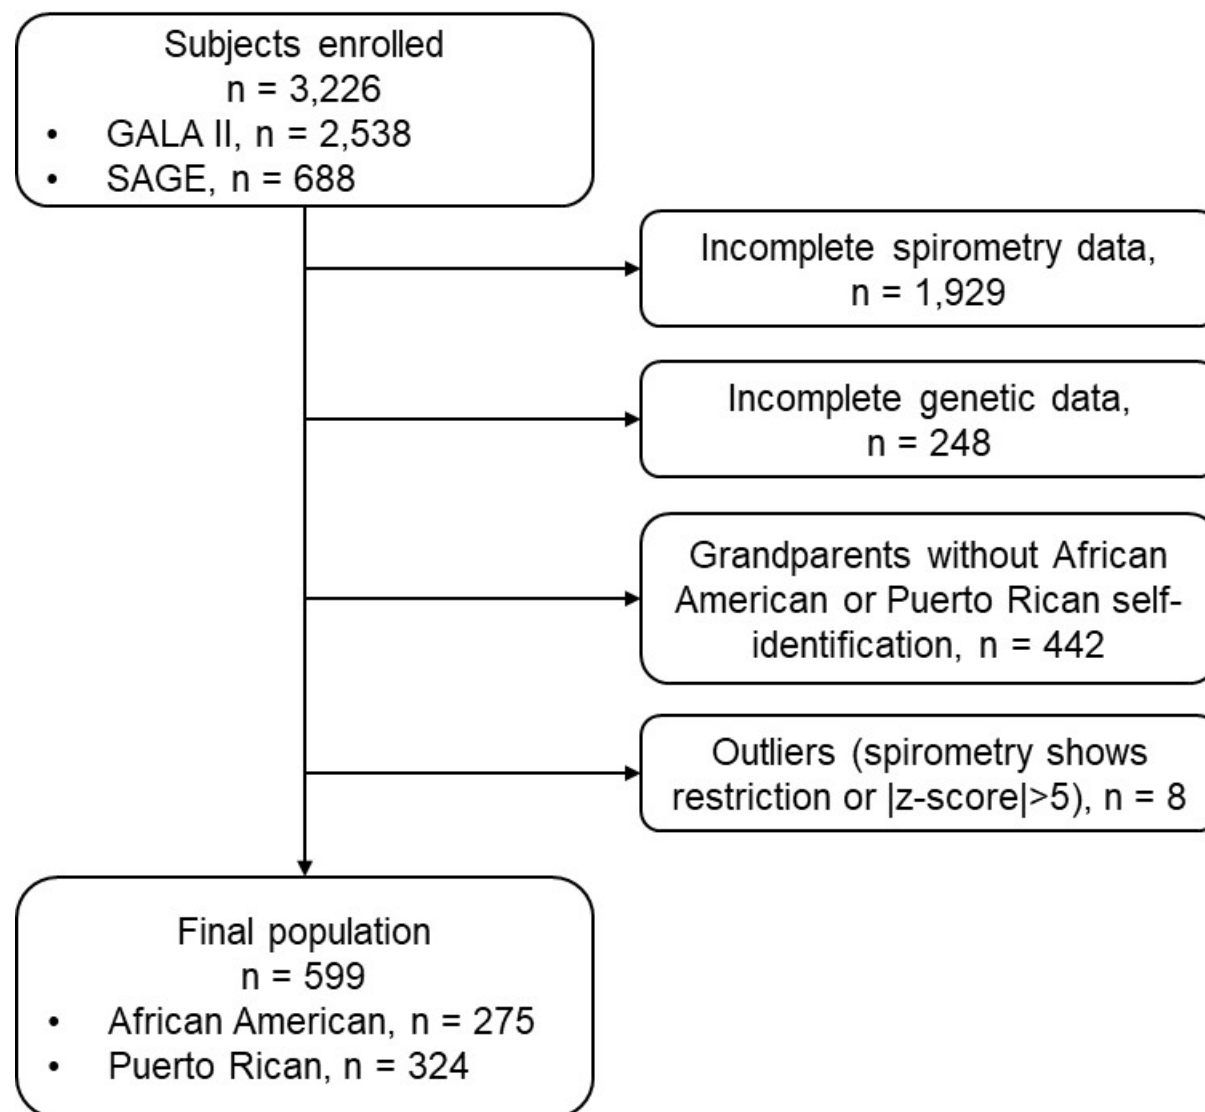 Subjects enrolled
n = 3,226
• GALA II, n = 2,538
• SAGE, n = 688
Incomplete spirometry data,
n = 1,929
Incomplete genetic data,
n = 248
Grandparents without African
American or Puerto Rican self-
identification, n = 442
Outliers (spirometry shows
restriction or |z-score|>5), n = 8
Final population
n = 599
• African American, n = 275
• Puerto Rican, n = 324